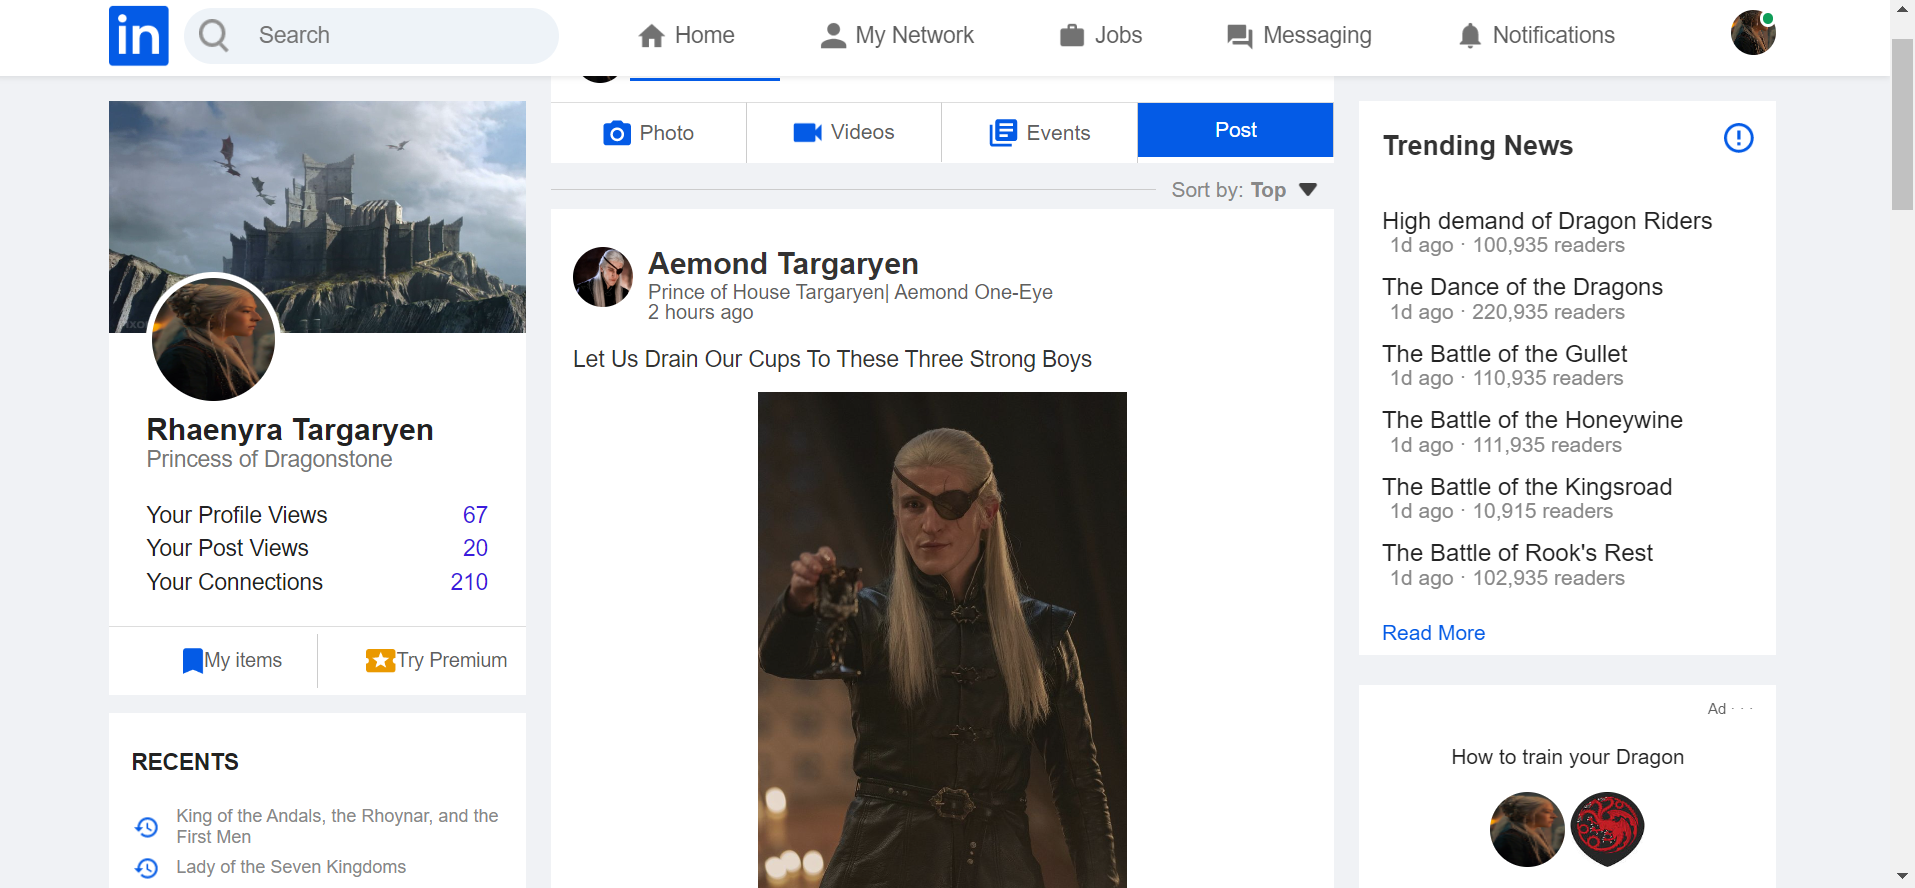 in
Search
Home
My Network
Jobs
Messaging
Notifications
Rhaenyra Targaryen
Princess of Dragonstone
Your Profile Views 67
Your Post Views 20
Your Connections 210
My items
Try Premium
RECENTS
King of the Andals, the Rhoynar, and the
First Men
Lady of the Seven Kingdoms
Photo
Videos
Events
Post
Sort by: Top
Aemond Targaryen
Prince of House Targaryen| Aemond One-Eye
2 hours ago
Let Us Drain Our Cups To These Three Strong Boys
Trending News
High demand of Dragon Riders
1d ago · 100,935 readers
The Dance of the Dragons
1d ago · 220,935 readers
The Battle of the Gullet
1d ago · 110,935 readers
The Battle of the Honeywine
1d ago · 111,935 readers
The Battle of the Kingsroad
1d ago · 10,915 readers
The Battle of Rook's Rest
1d ago · 102,935 readers
Read More
Ad · · ·
How to train your Dragon